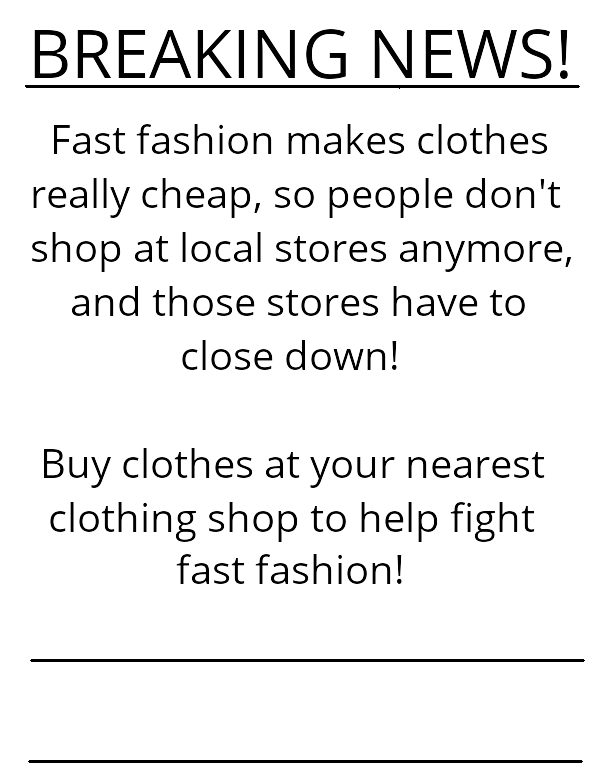 BREAKING NEWS!
Fast fashion makes clothes
really cheap, so people don't
shop at local stores anymore,
and those stores have to
close down!
Buy clothes at your nearest
clothing shop to help fight
fast fashion!